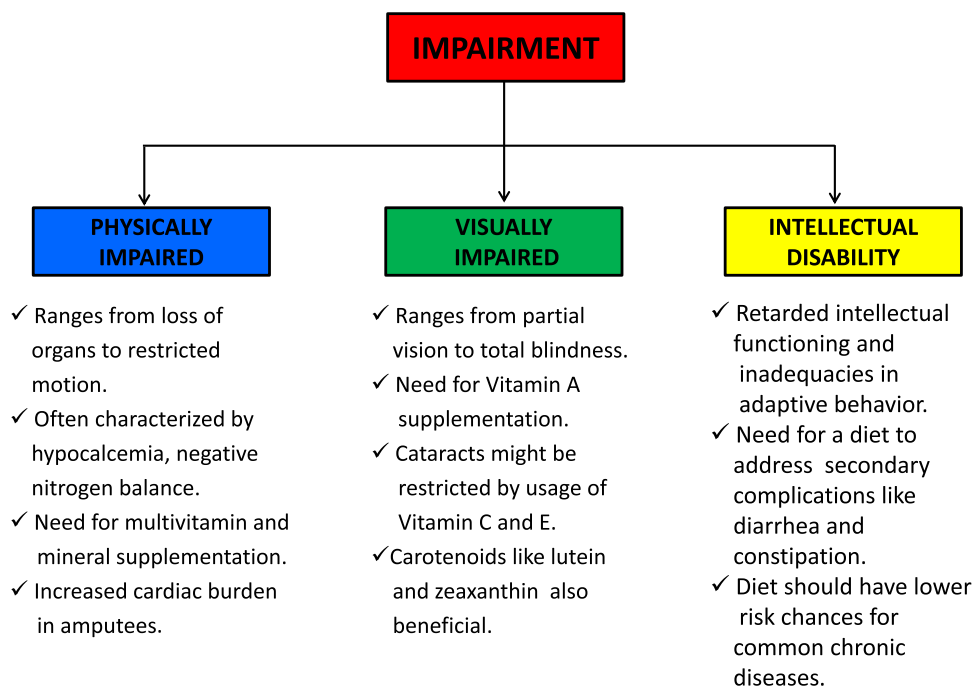 IMPAIRMENT
PHYSICALLY
IMPAIRED
✓ Ranges from loss of
organs to restricted
motion.
✓ Often characterized by
hypocalcemia, negative
nitrogen balance.
✓ Need for multivitamin and
mineral supplementation.
✓ Increased cardiac burden
in amputees.
VISUALLY
IMPAIRED
✓ Ranges from partial
vision to total blindness.
✓ Need for Vitamin A
supplementation.
✓ Cataracts might be
restricted by usage of
Vitamin C and E.
✓ Carotenoids like lutein
and zeaxanthin also
beneficial.
INTELLECTUAL
DISABILITY
✓ Retarded intellectual
functioning and
inadequacies in
adaptive behavior.
✓ Need for a diet to
address secondary
complications like
diarrhea and
constipation.
✓ Diet should have lower
risk chances for
common chronic
diseases.